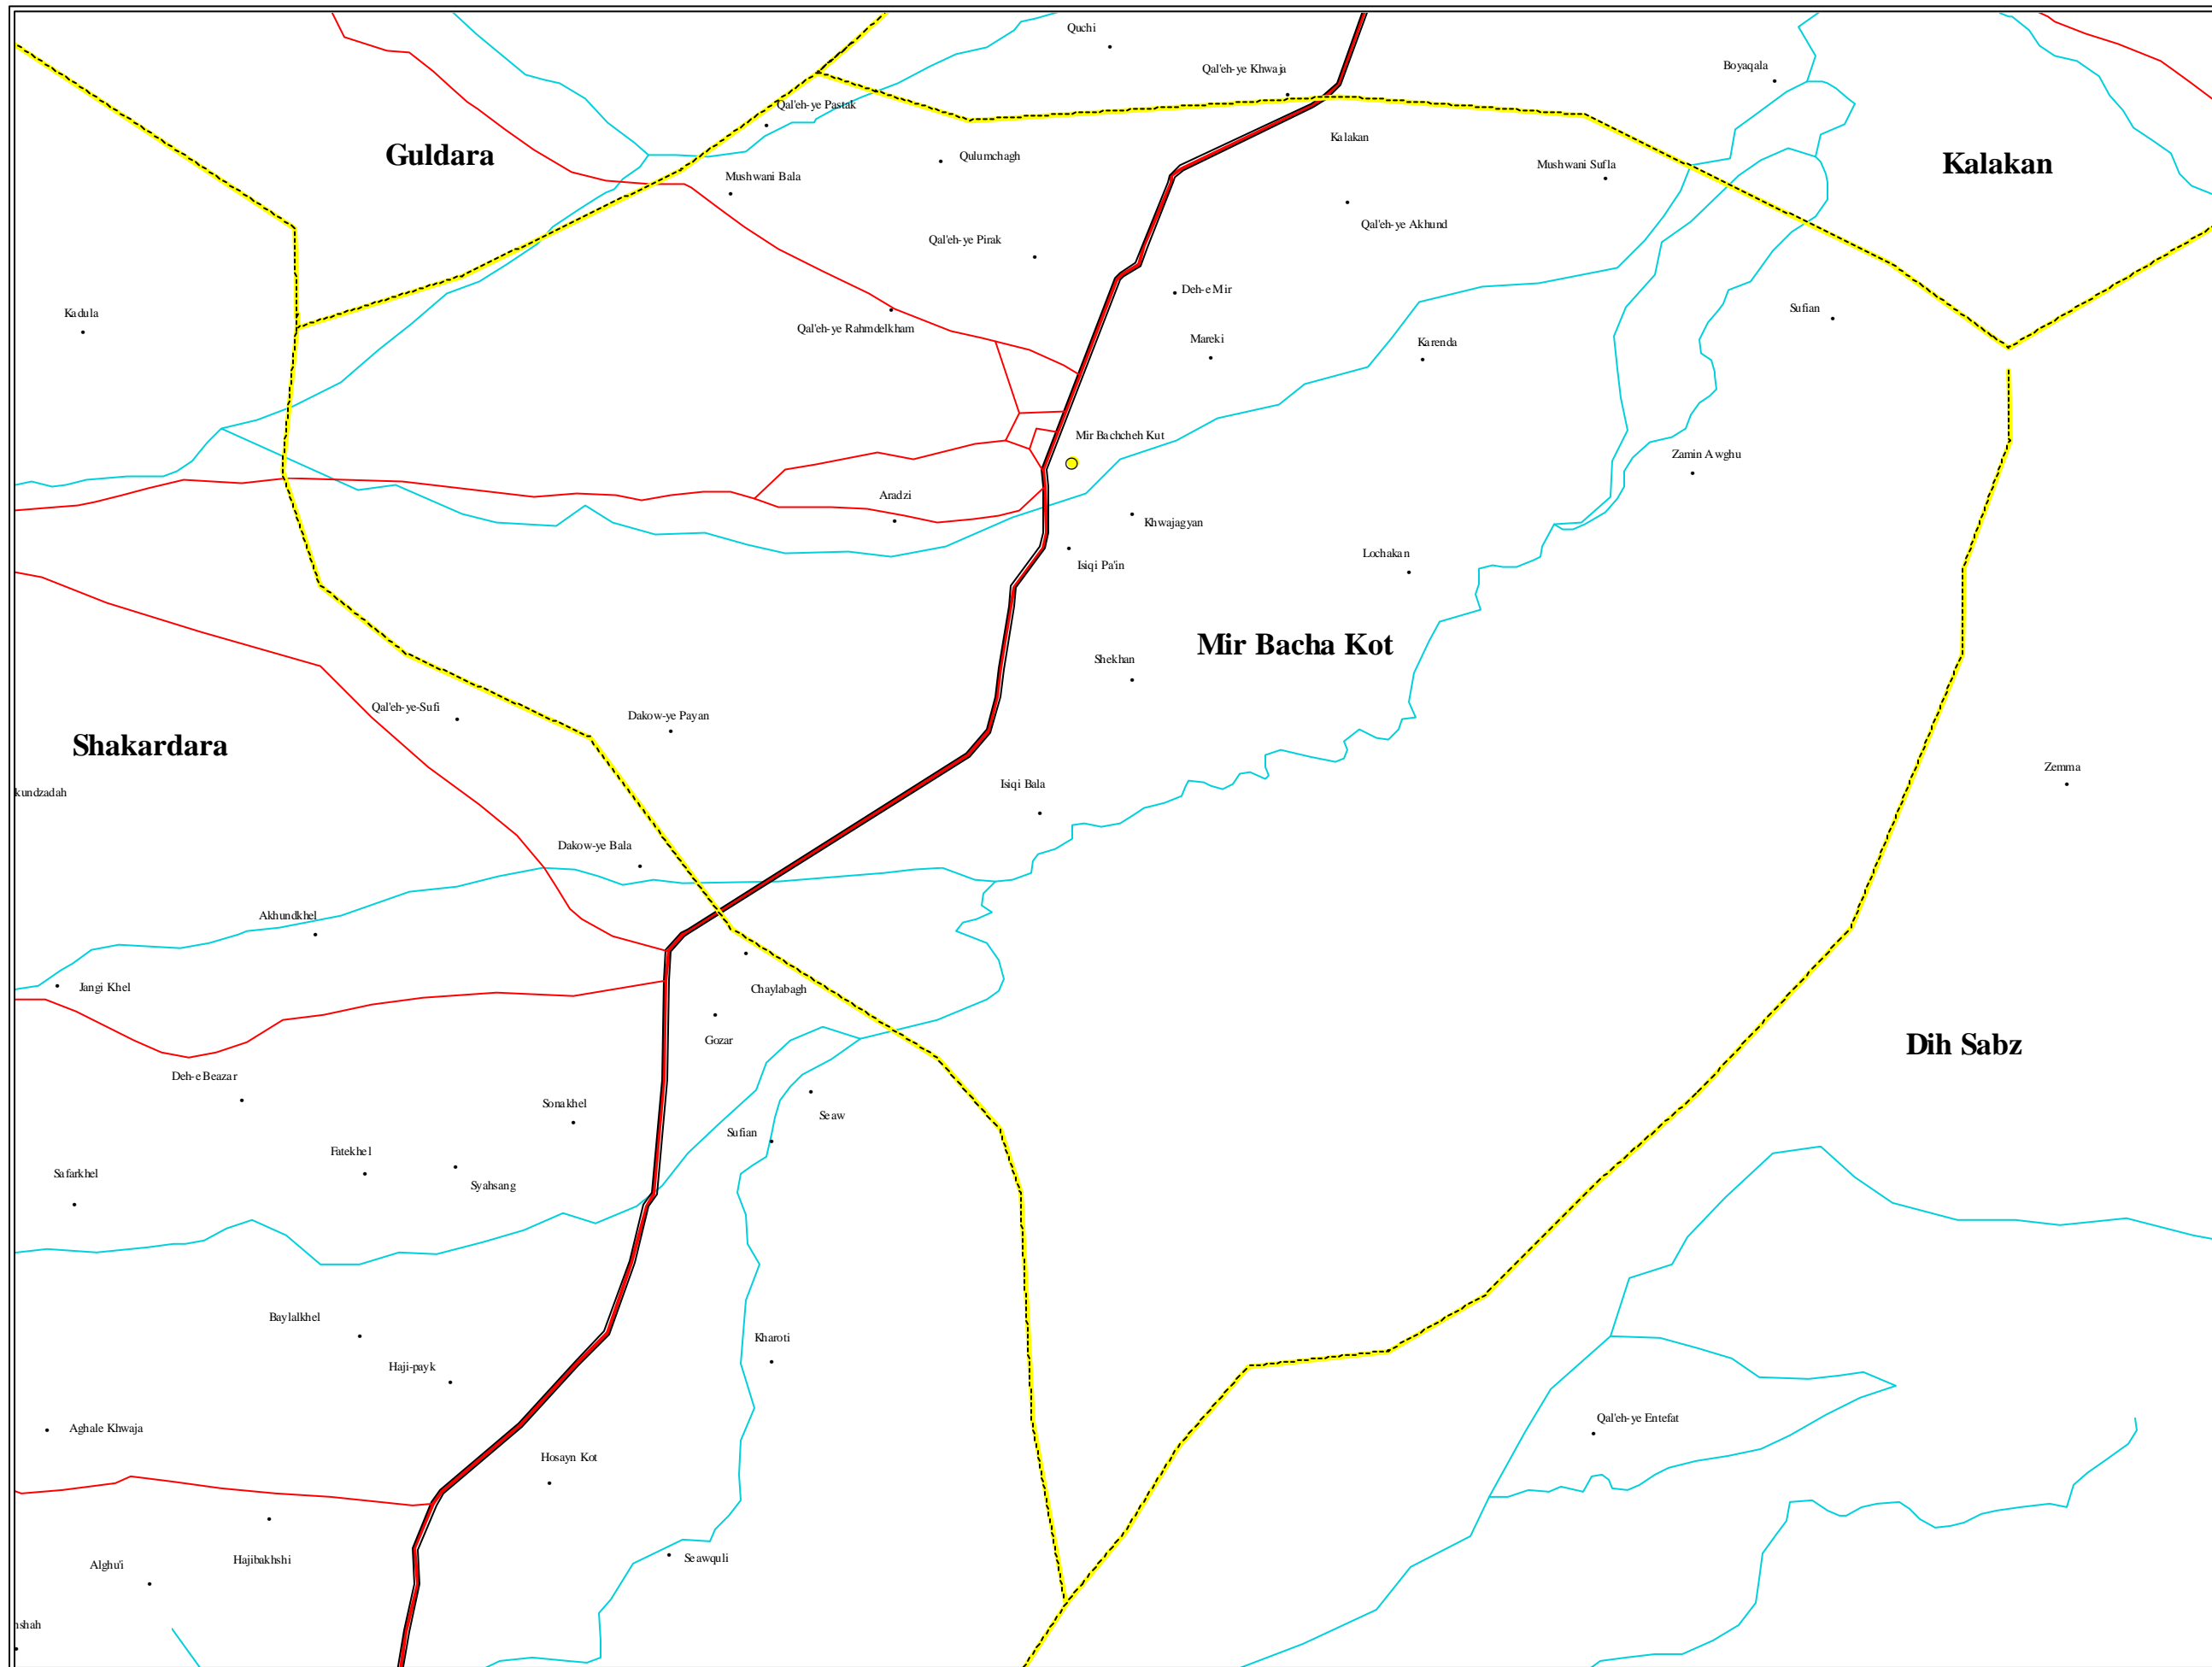 Quchi
Qal'eh-ye Khwaja
Boyaqala
Qal'eh-ye Pastak
Kalakan
Guldara
Qulumchagh
Mushwani Sufla
Kalakan
Mushwani Bala
Qal'eh-ye Akhund
Qal'eh-ye Pirak
Deh-e Mir
Kadula
Sufian
Qal'eh-ye Rahmdelkham
Mareki
Karenda
Mir Bachcheh Kut
Zamin Awghu
Aradzi
Khwajagyan
Isiqi Pa'in
Lochakan
Mir Bacha Kot
Shekhan
Qal'eh-ye-Sufi
Dakow-ye Payan
Shakardara
Zemma
Isiqi Bala
kundzadah
Dakow-ye Bala
Akhundkhel
Jangi Khel
Chaylabagh
Gozar
Dih Sabz
Deh-e Beazar
Sonakhel
Seaw
Sufian
Fatekhel
Safarkhel
Syahsang
Baylalkhel
Kharoti
Haji-payk
Aghale Khwaja
Qal'eh-ye Entefat
Hosayn Kot
Hajibakhshi
Seawquli
Alghu'i